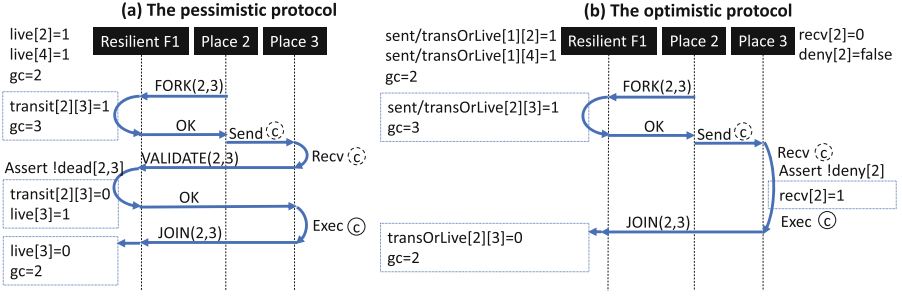 (a) The pessimistic protocol
live[2]=1
live[4]=1
gc=2
Resilient F1 Place 2 Place 3
FORK(2,3)
transit[2][3]=1
gc=3
OK
Send c
Recv c
VALIDATE(2,3)
Assert !dead[2,3]
transit[2][3]=0
live[3]=1
OK
Exec c
JOIN(2,3)
live[3]=0
gc=2
(b) The optimistic protocol
sent/transOrLive[1][2]=1
sent/transOrLive[1][4]=1
gc=2
Resilient F1 Place 2 Place 3
recv[2]=0
deny[2]=false
FORK(2,3)
sent/transOrLive[2][3]=1
gc=3
OK
Send c
Recv c
Assert !deny[2]
recv[2]=1
Exec c
JOIN(2,3)
transOrLive[2][3]=0
gc=2